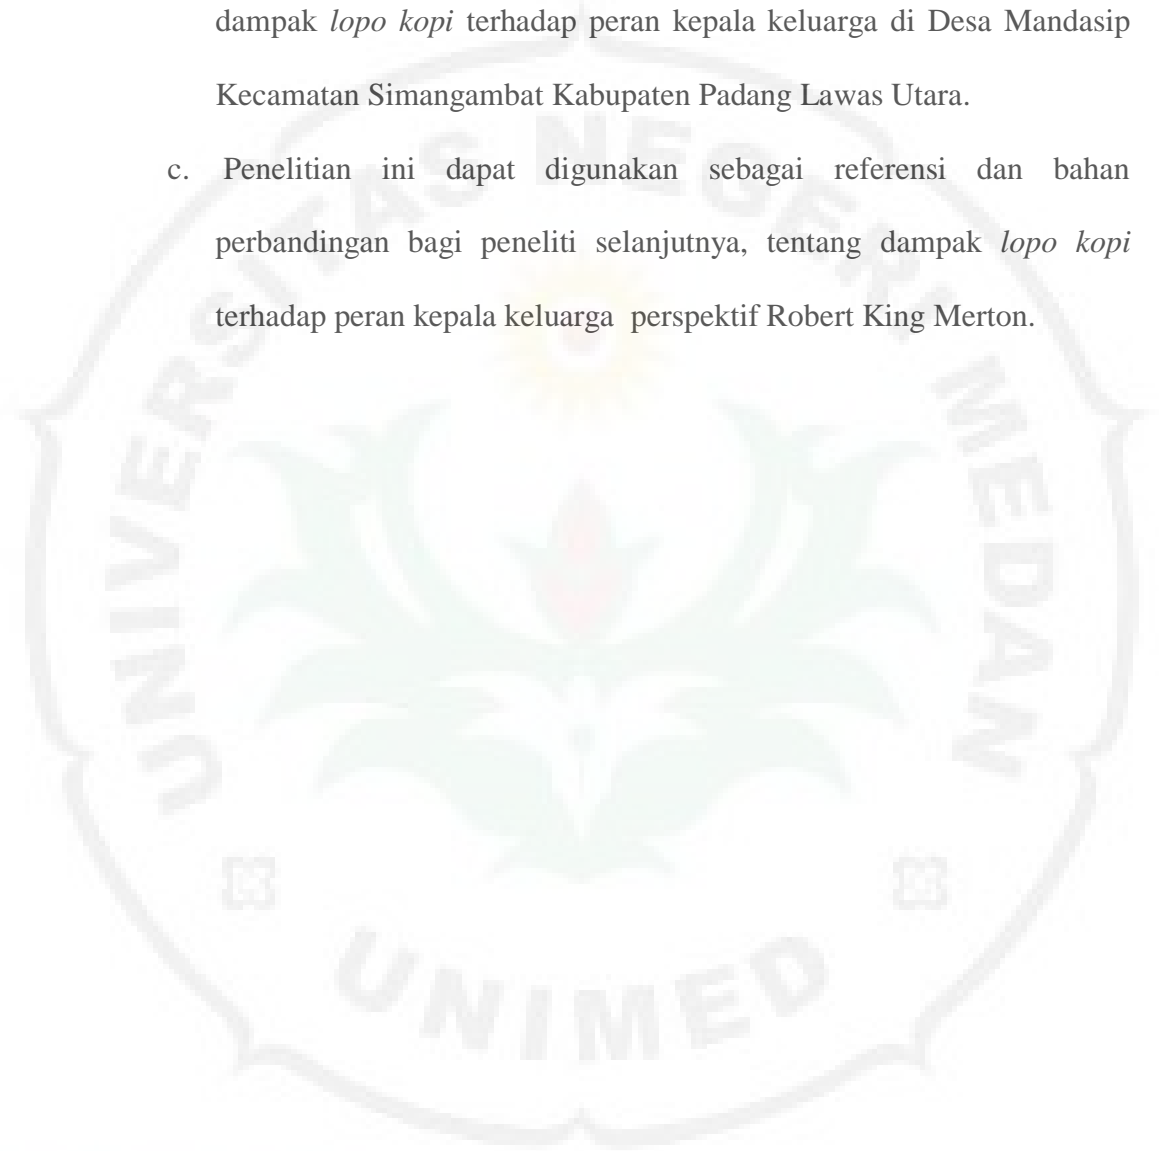 dampak lopo kopi terhadap peran kepala keluarga di Desa Mandasip
Kecamatan Simangambat Kabupaten Padang Lawas Utara.
c. Penelitian ini dapat digunakan sebagai referensi dan bahan
perbandingan bagi peneliti selanjutnya, tentang dampak lopo kopi
terhadap peran kepala keluarga perspektif Robert King Merton.
UNIVERSITAS NEGERI MEDAN
UNIMED